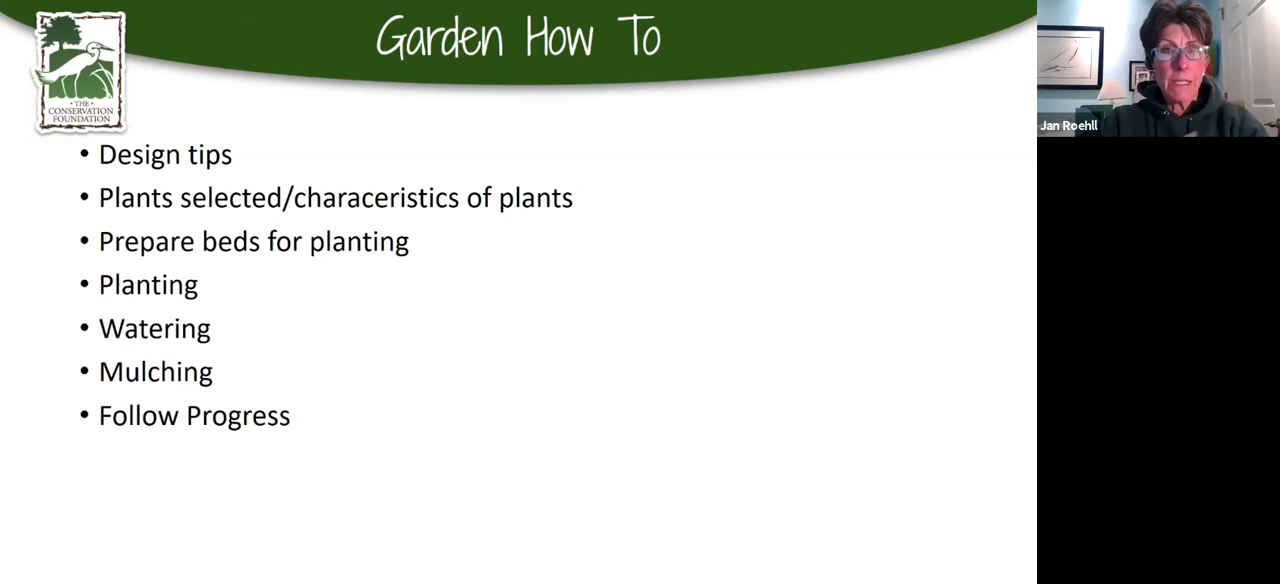 Garden How To
• THE •
CONSERVATION
FOUNDATION
Jan Roehll
• Design tips
• Plants selected/characeristics of plants
• Prepare beds for planting
• Planting
• Watering
• Mulching
• Follow Progress